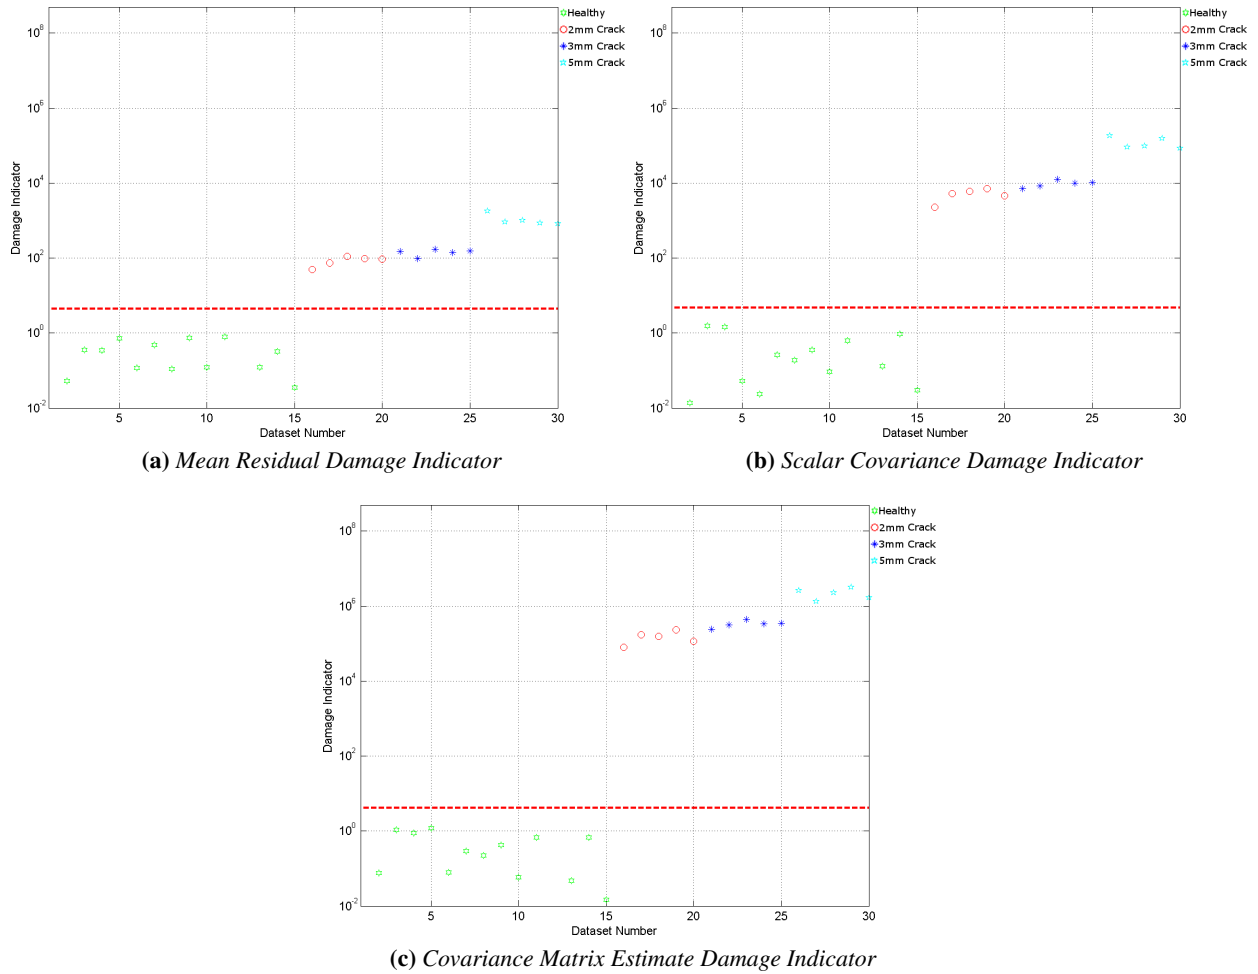 10^8
10^6
10^4
10^2
10^0
10^-2
Damage Indicator
5 10 15 20 25 30
Dataset Number
Healthy
2mm Crack
3mm Crack
5mm Crack
(a) Mean Residual Damage Indicator
10^8
10^6
10^4
10^2
10^0
10^-2
Damage Indicator
5 10 15 20 25 30
Dataset Number
Healthy
2mm Crack
3mm Crack
5mm Crack
(b) Scalar Covariance Damage Indicator
10^8
10^6
10^4
10^2
10^0
10^-2
Damage Indicator
5 10 15 20 25 30
Dataset Number
Healthy
2mm Crack
3mm Crack
5mm Crack
(c) Covariance Matrix Estimate Damage Indicator